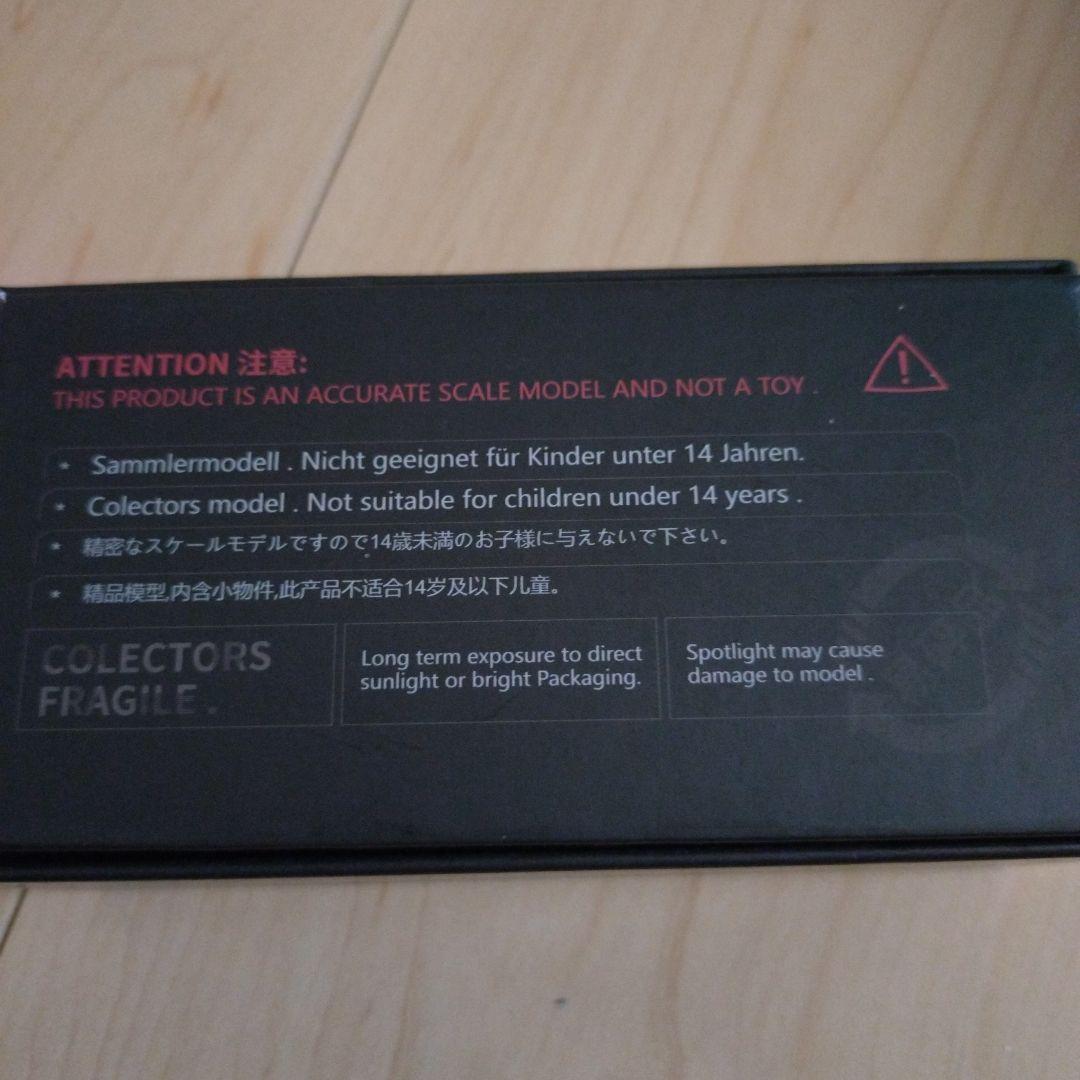 ATTENTION 注意:
THIS PRODUCT IS AN ACCURATE SCALE MODEL AND NOT A TOY .
* Sammlermodell . Nicht geeignet für Kinder unter 14 Jahren.
* Colectors model . Not suitable for children under 14 years .
* 精密なスケールモデルですので14歳未満のお子様に与えないで下さい。
* 精品模型,内含小物件,此产品不适合14岁及以下儿童。
COLECTORS
FRAGILE .
Long term exposure to direct
sunlight or bright Packaging.
Spotlight may cause
damage to model .